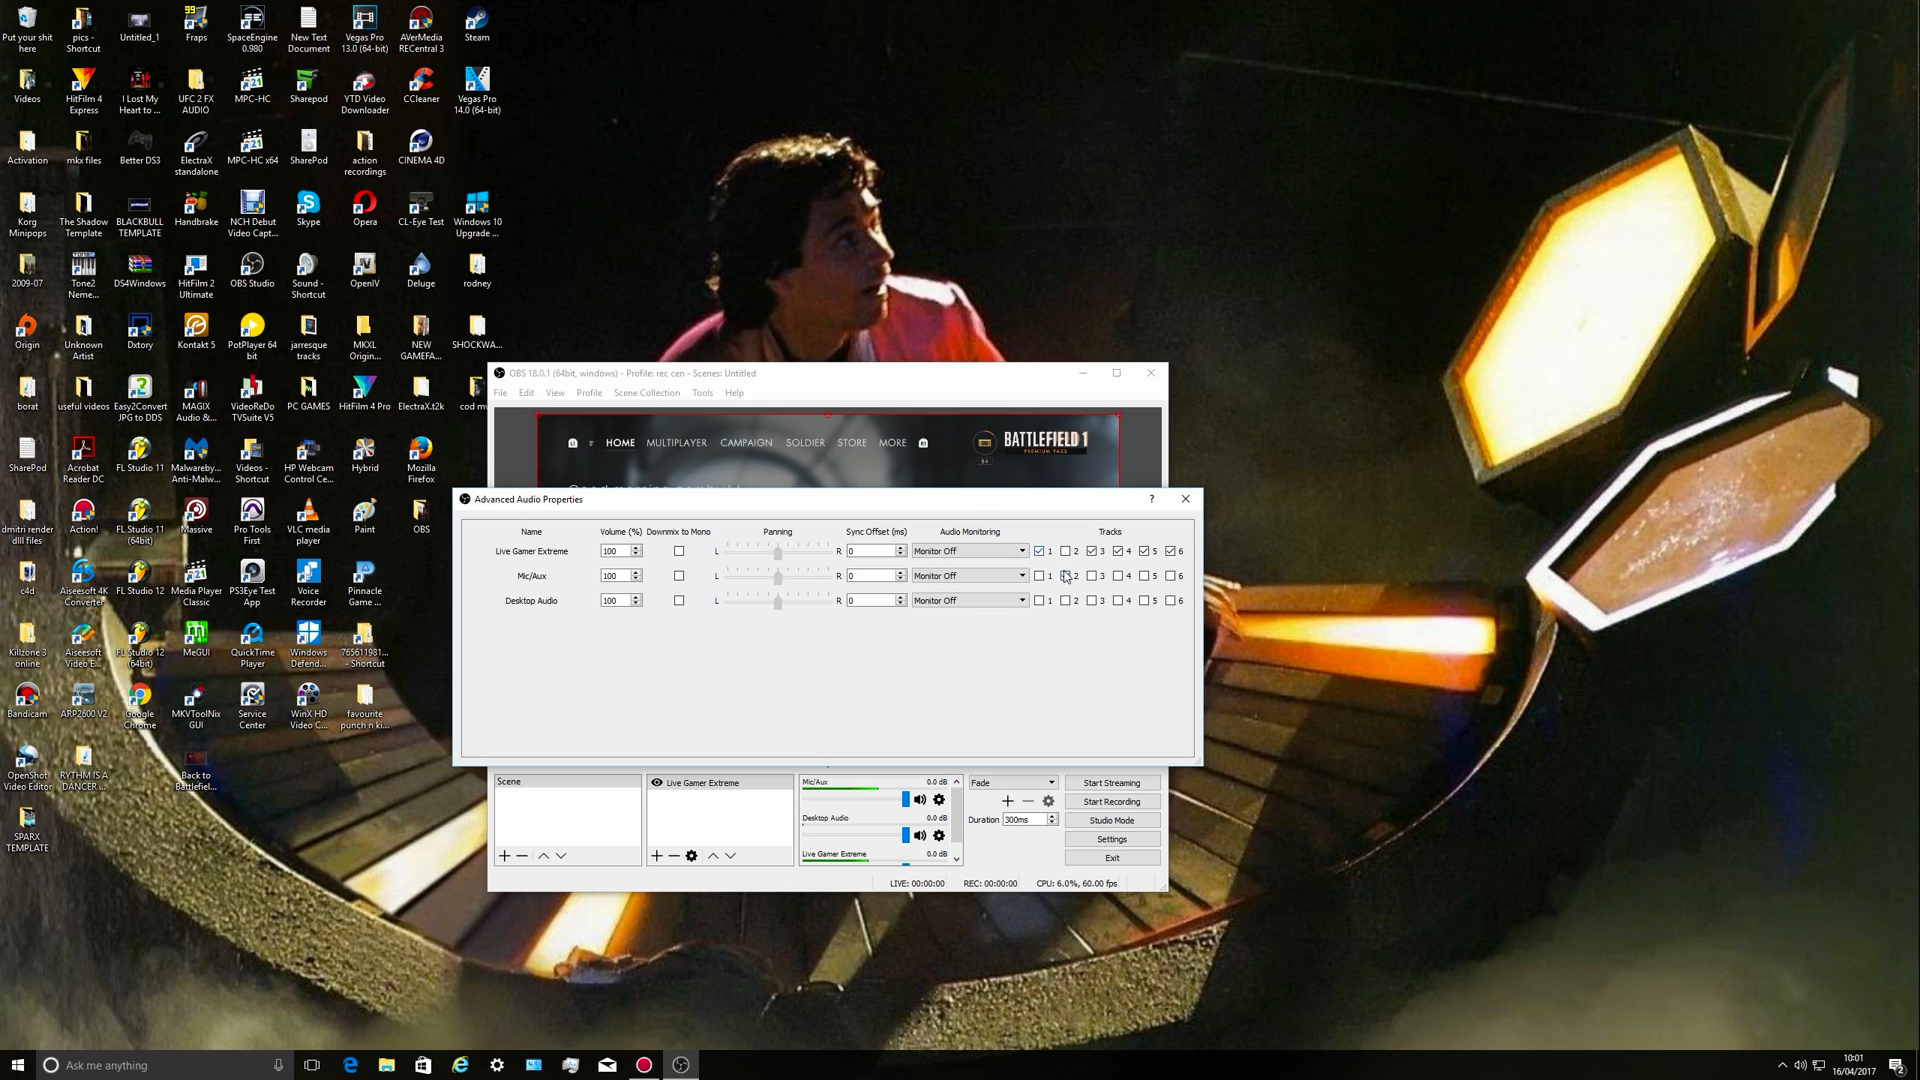 Put your shit here
pics - Shortcut
Untitled_1
99
Fraps
SpaceEngine 0.980
New Text Document
Vegas Pro 13.0 (64-bit)
AVerMedia RECentral 3
Steam
Videos
HitFilm 4 Express
I Lost My Heart to ...
UFC 2 FX AUDIO
MPC-HC
Sharepod
YTD Video Downloader
CCleaner
Vegas Pro 14.0 (64-bit)
Activation
mkx files
Better DS3
ElectraX standalone
MPC-HC x64
SharePod
action recordings
CINEMA 4D
Korg Minipops
The Shadow Template
BLACKBULL TEMPLATE
Handbrake
NCH Debut Video Capt...
Skype
Opera
CL-Eye Test
Windows 10 Upgrade ...
2009-07
Tone2 Neme...
DS4Windows
HitFilm 2 Ultimate
OBS Studio
Sound - Shortcut
OpenIV
Deluge
rodney
Origin
Unknown Artist
Dxtory
Kontakt 5
PotPlayer 64 bit
jarresque tracks
MKXL Origin...
NEW GAMEFA...
SHOCKWA...
borat
useful videos
Easy2Convert JPG to DDS
MAGIX Audio &...
VideoReDo TVSuite V5
PC GAMES
HitFilm 4 Pro
ElectraX.t2k
cod mu
SharePod
Acrobat Reader DC
FL Studio 11
Malwareby... Anti-Malw...
Videos - Shortcut
HP Webcam Control Ce...
Hybrid
Mozilla Firefox
dmitri render dlll files
Action!
FL Studio 11 (64bit)
Massive
Pro Tools First
VLC media player
Paint
OBS
c4d
Aiseesoft 4K Converter
FL Studio 12
Media Player Classic
PS3Eye Test App
Voice Recorder
Pinnacle Game ...
Killzone 3 online
Aiseesoft Video E...
FL Studio 12 (64bit)
MeGUI
QuickTime Player
Windows Defend...
765611981... - Shortcut
Bandicam
ARP2600 V2
Google Chrome
MKVToolNix GUI
Service Center
WinX HD Video C...
favourite punch n ki...
OpenShot Video Editor
RYTHM IS A DANCER ...
Back to Battlefiel...
SPARX TEMPLATE
OBS 18.0.1 (64bit, windows) - Profile: rec cen - Scenes: Untitled
File Edit View Profile Scene Collection Tools Help
HOME MULTIPLAYER CAMPAIGN SOLDIER STORE MORE
BATTLEFIELD 1
PREMIUM PASS
Advanced Audio Properties ?
Name Volume (%) Downmix to Mono Panning Sync Offset (ms) Audio Monitoring Tracks
Live Gamer Extreme 100 L R 0 Monitor Off 1 2 3 4 5 6
Mic/Aux 100 L R 0 Monitor Off 1 2 3 4 5 6
Desktop Audio 100 L R 0 Monitor Off 1 2 3 4 5 6
Scene
Live Gamer Extreme
Mic/Aux 0.0 dB
Desktop Audio 0.0 dB
Live Gamer Extreme 0.0 dB
Fade
Duration 300ms
Start Streaming
Start Recording
Studio Mode
Settings
Exit
LIVE: 00:00:00 REC: 00:00:00 CPU: 6.0%, 60.00 fps
Ask me anything
10:01
16/04/2017
2